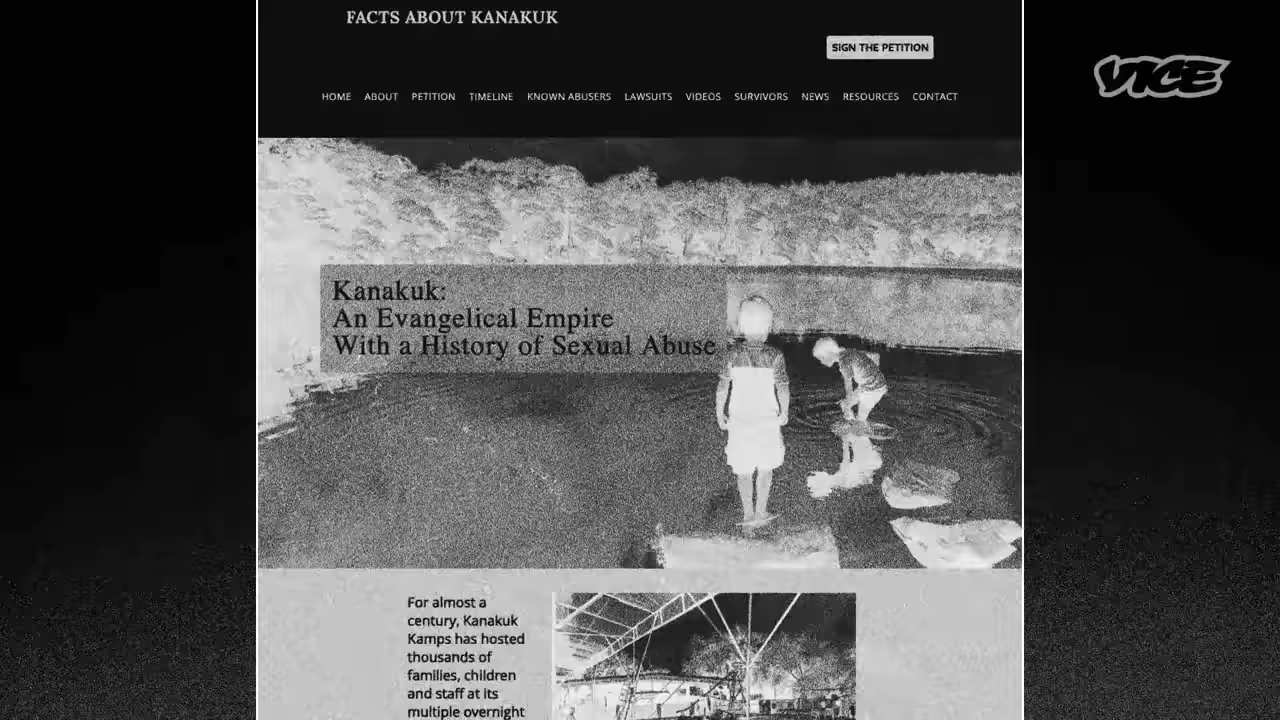 FACTS ABOUT KANAKUK
SIGN THE PETITION
VICE
HOME ABOUT PETITION TIMELINE KNOWN ABUSERS LAWSUITS VIDEOS SURVIVORS NEWS RESOURCES CONTACT
Kanakuk:
An Evangelical Empire
With a History of Sexual Abuse
For almost a
century, Kanakuk
Kamps has hosted
thousands of
families, children
and staff at its
multiple overnight